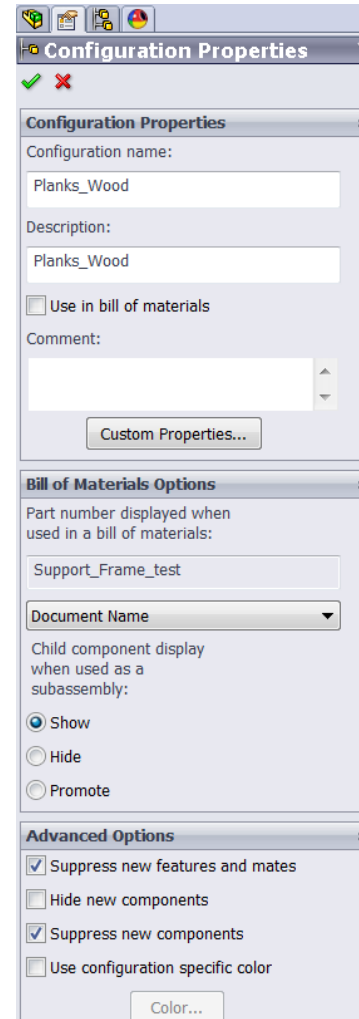 Configuration Properties
Configuration Properties
Configuration name:
Planks_Wood
Description:
Planks_Wood
Use in bill of materials
Comment:
Custom Properties...
Bill of Materials Options
Part number displayed when
used in a bill of materials:
Support_Frame_test
Document Name
Child component display
when used as a
subassembly:
Show
Hide
Promote
Advanced Options
Suppress new features and mates
Hide new components
Suppress new components
Use configuration specific color
Color...